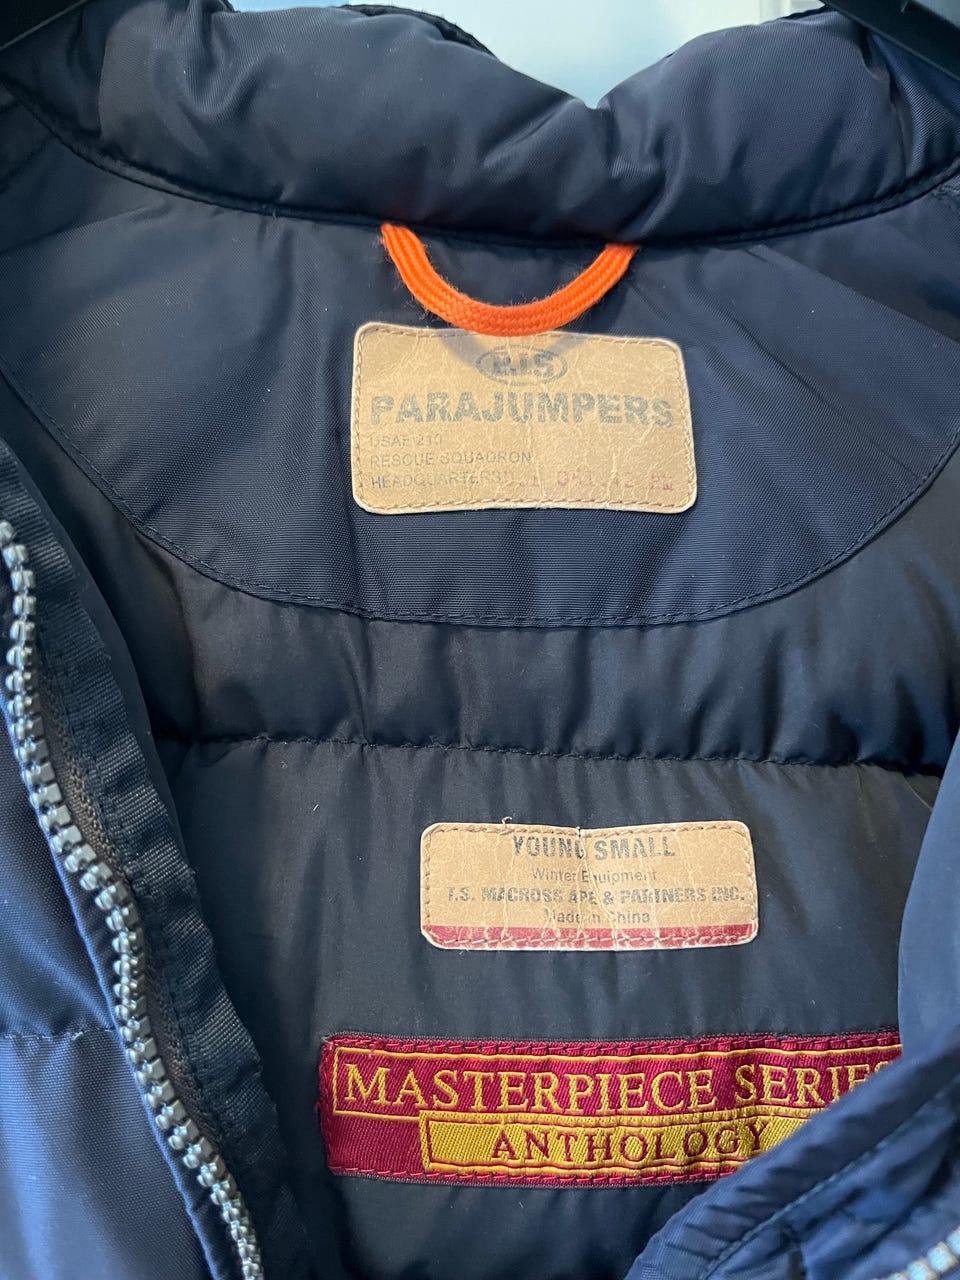 PJS
PARAJUMPERS
USAF 210
RESCUE SQUADRON
HEADQUARTERS
YOUNG SMALL
Winter Equipment
T.S. MACROSS APE & PARTNERS INC.
Made in China
MASTERPIECE SERIES
ANTHOLOGY